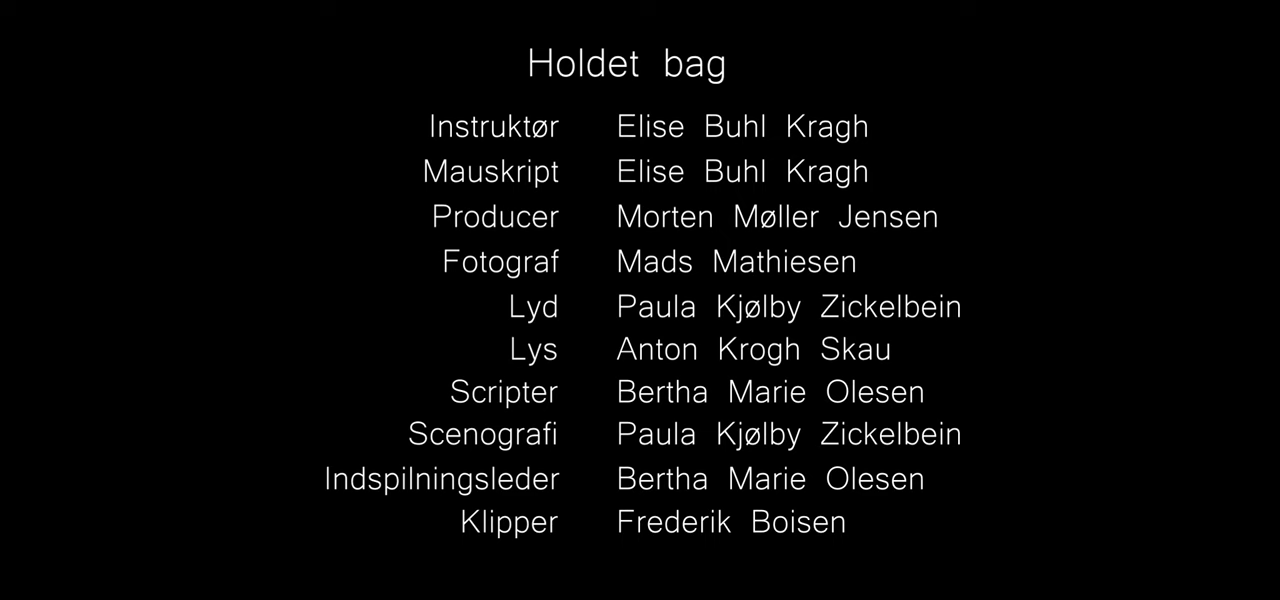 Holdet bag
Instruktør Elise Buhl Kragh
Mauskript Elise Buhl Kragh
Producer Morten Møller Jensen
Fotograf Mads Mathiesen
Lyd Paula Kjølby Zickelbein
Lys Anton Krogh Skau
Scripter Bertha Marie Olesen
Scenografi Paula Kjølby Zickelbein
Indspilningsleder Bertha Marie Olesen
Klipper Frederik Boisen